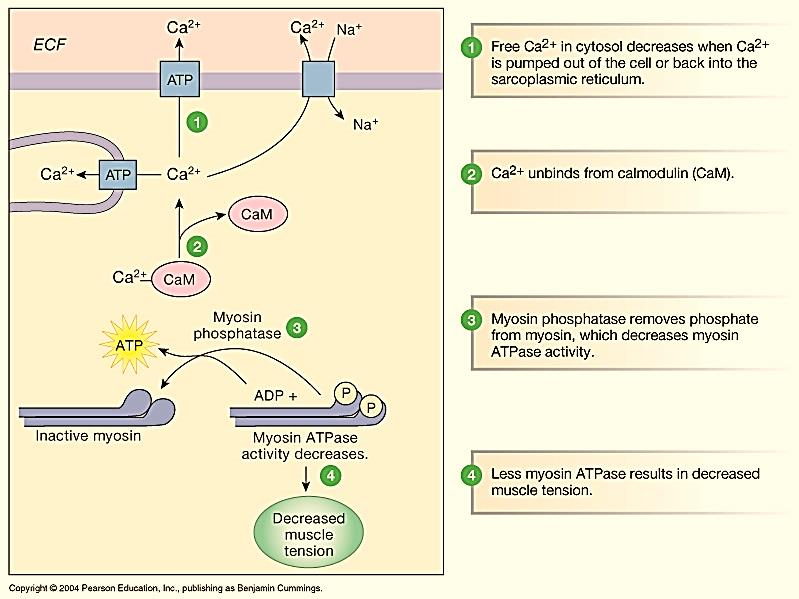 ECF
Ca²⁺
Ca²⁺ Na⁺
ATP
1
Na⁺
Ca²⁺
ATP
Ca²⁺
CaM
2
Ca²⁺
CaM
Myosin
phosphatase
3
ATP
ADP +
P
P
Inactive myosin
Myosin ATPase
activity decreases.
4
Decreased
muscle
tension
1 Free Ca²⁺ in cytosol decreases when Ca²⁺
is pumped out of the cell or back into the
sarcoplasmic reticulum.
2 Ca²⁺ unbinds from calmodulin (CaM).
3 Myosin phosphatase removes phosphate
from myosin, which decreases myosin
ATPase activity.
4 Less myosin ATPase results in decreased
muscle tension.
Copyright © 2004 Pearson Education, Inc., publishing as Benjamin Cummings.